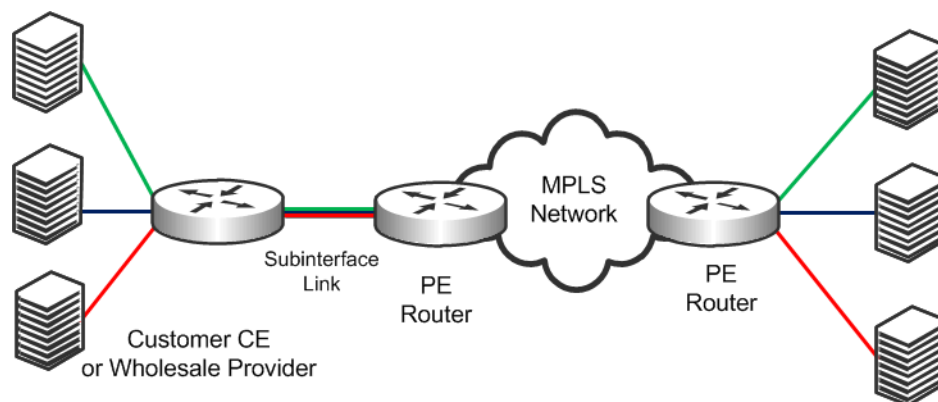 MPLS
Network
Subinterface
Link
PE
Router
PE
Router
Customer CE
or Wholesale Provider